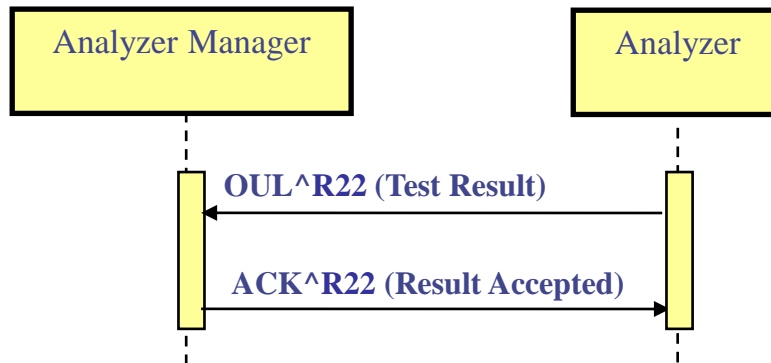 Analyzer Manager
Analyzer
OUL^R22 (Test Result)
ACK^R22 (Result Accepted)